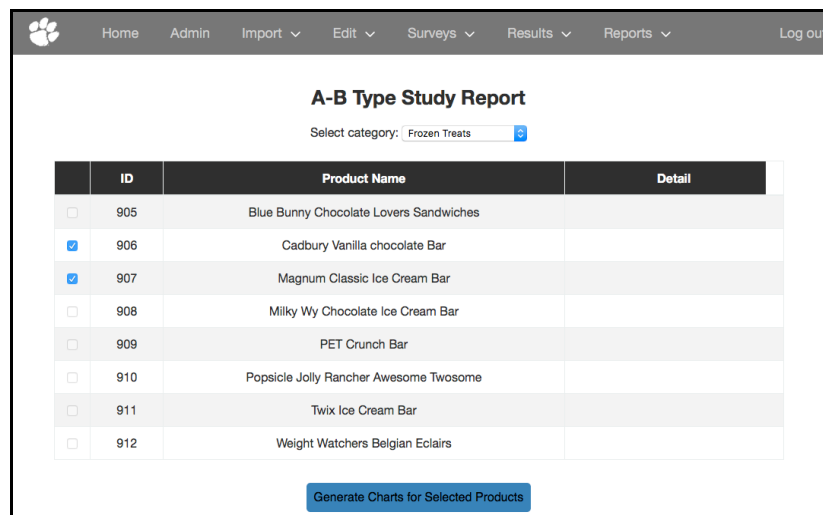 Home Admin Import Edit Surveys Results Reports Log out
A-B Type Study Report
Select category: Frozen Treats
ID Product Name Detail
905 Blue Bunny Chocolate Lovers Sandwiches
906 Cadbury Vanilla chocolate Bar
907 Magnum Classic Ice Cream Bar
908 Milky Wy Chocolate Ice Cream Bar
909 PET Crunch Bar
910 Popsicle Jolly Rancher Awesome Twosome
911 Twix Ice Cream Bar
912 Weight Watchers Belgian Eclairs
Generate Charts for Selected Products